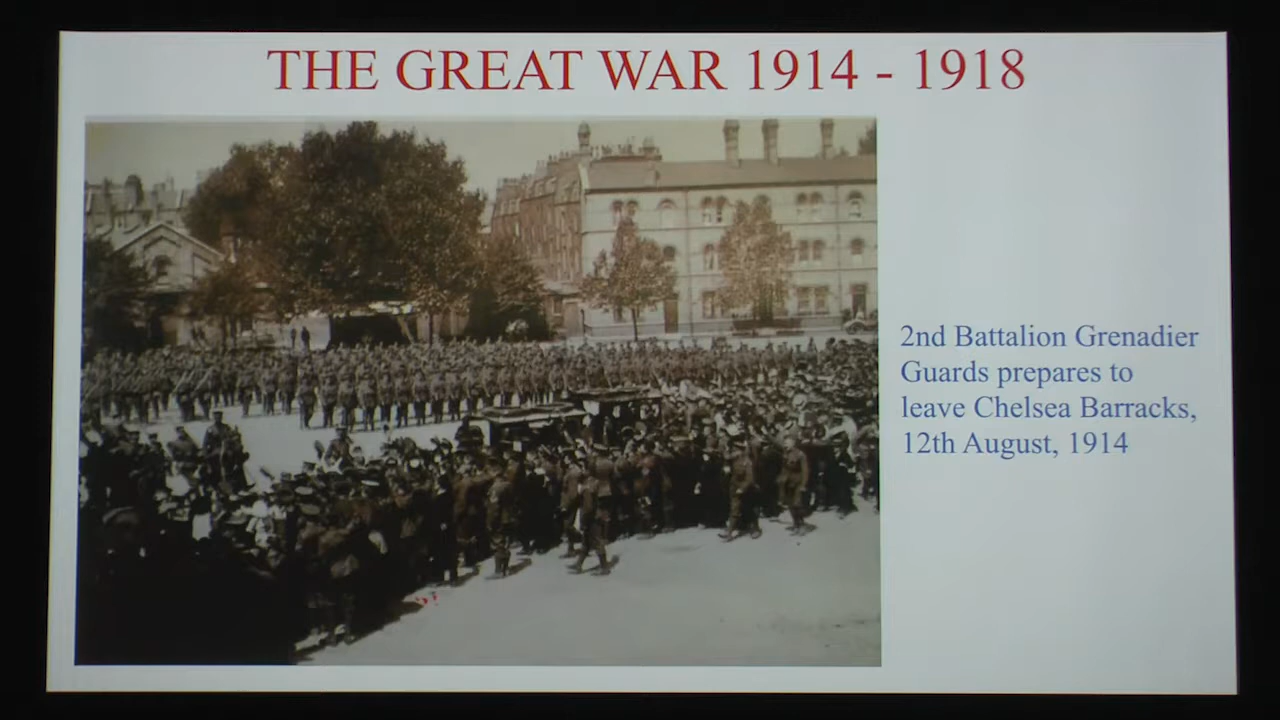 THE GREAT WAR 1914 - 1918
2nd Battalion Grenadier
Guards prepares to
leave Chelsea Barracks,
12th August, 1914